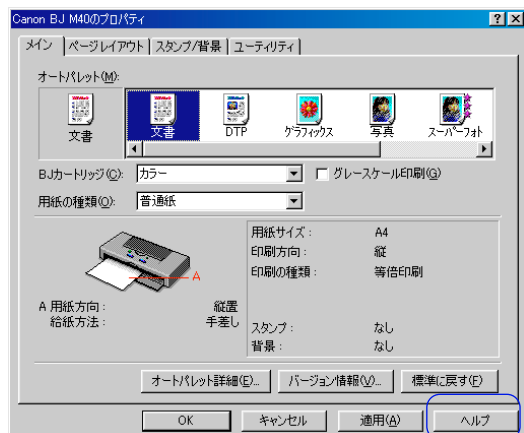 Canon BJ M40のプロパティ
メイン ページレイアウト スタンプ/背景 ユーティリティ
オートパレット(M):
文書 文書 DTP グラフィックス 写真 スーパーフォト
BJカートリッジ(C): カラー グレースケール印刷(G)
用紙の種類(O): 普通紙
用紙サイズ: A4
印刷方向: 縦
印刷の種類: 等倍印刷
A
A 用紙方向: 縦置
給紙方法: 手差し
スタンプ: なし
背景: なし
オートパレット詳細(E)... バージョン情報(V)... 標準に戻す(F)
OK キャンセル 適用(A) ヘルプ